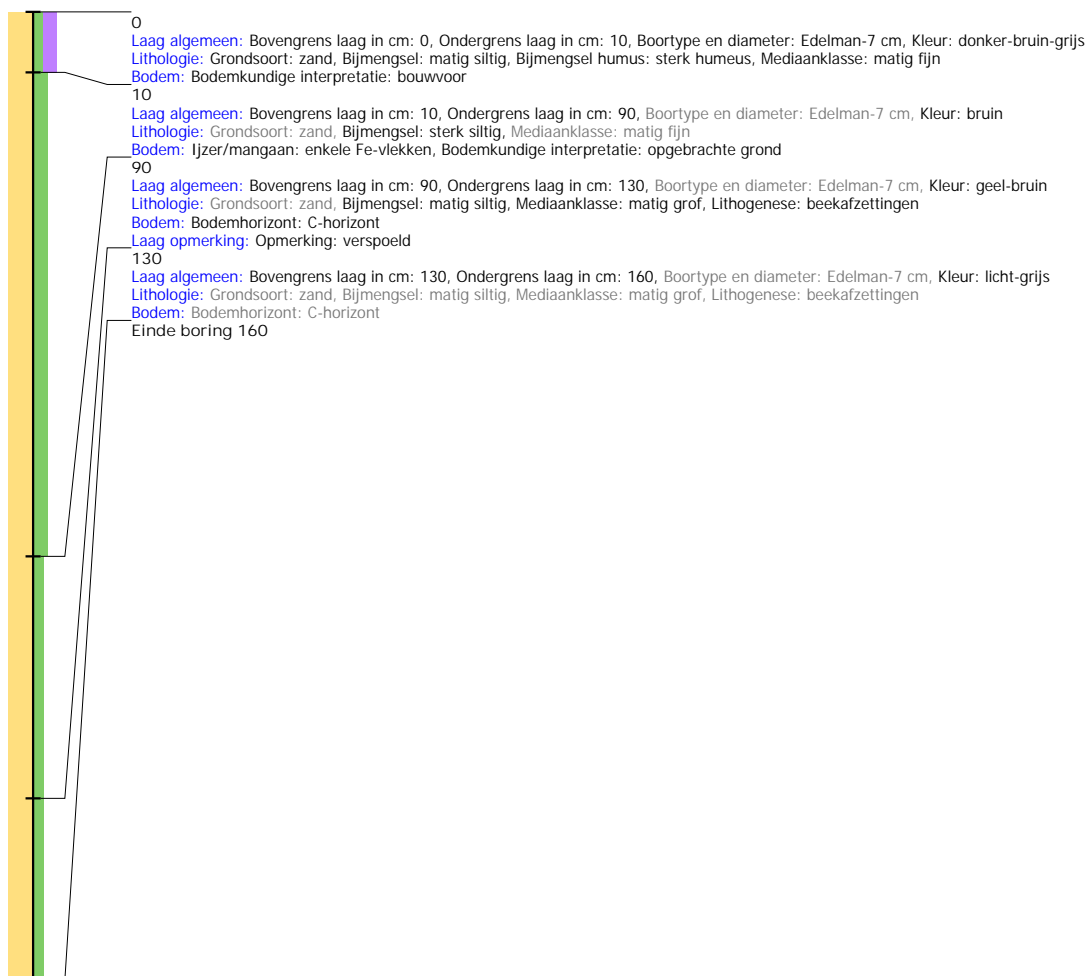 0
Laag algemeen: Bovengrens laag in cm: 0, Ondergrens laag in cm: 10, Boortype en diameter: Edelman-7 cm, Kleur: donker-bruin-grijs
Lithologie: Grondsoort: zand, Bijmengsel: matig siltig, Bijmengsel humus: sterk humeus, Mediaanklasse: matig fijn
Bodem: Bodemkundige interpretatie: bouwvoor
10
Laag algemeen: Bovengrens laag in cm: 10, Ondergrens laag in cm: 90, Boortype en diameter: Edelman-7 cm, Kleur: bruin
Lithologie: Grondsoort: zand, Bijmengsel: sterk siltig, Mediaanklasse: matig fijn
Bodem: Ijzer/mangaan: enkele Fe-vlekken, Bodemkundige interpretatie: opgebrachte grond
90
Laag algemeen: Bovengrens laag in cm: 90, Ondergrens laag in cm: 130, Boortype en diameter: Edelman-7 cm, Kleur: geel-bruin
Lithologie: Grondsoort: zand, Bijmengsel: matig siltig, Mediaanklasse: matig grof, Lithogenese: beekafzettingen
Bodem: Bodemhorizont: C-horizont
Laag opmerking: Opmerking: verspoeld
130
Laag algemeen: Bovengrens laag in cm: 130, Ondergrens laag in cm: 160, Boortype en diameter: Edelman-7 cm, Kleur: licht-grijs
Lithologie: Grondsoort: zand, Bijmengsel: matig siltig, Mediaanklasse: matig grof, Lithogenese: beekafzettingen
Bodem: Bodemhorizont: C-horizont
Einde boring 160